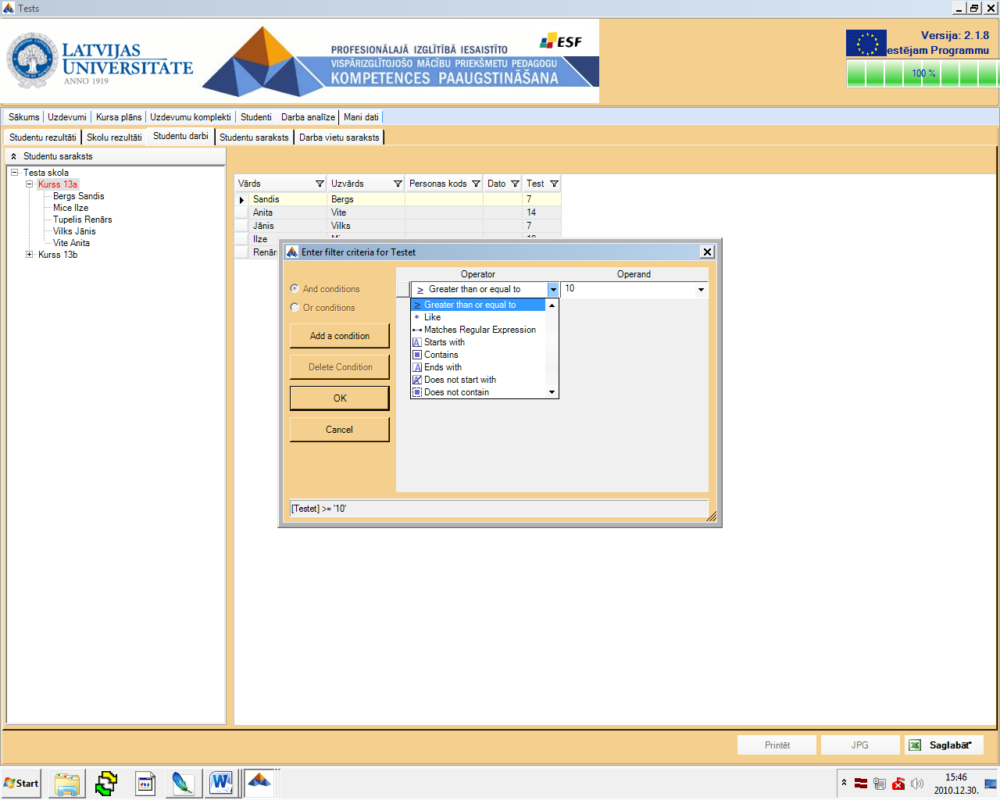 Tests
LATVIJAS
UNIVERSITATE
ANNO 1919
PROFESIONĀLAJĀ IZGLĪTĪBĀ IESAISTĪTO
VISPĀRIZGLĪTOJOŠO MĀCĪBU PRIEKŠMETU PEDAGOGU
KOMPETENCES PAAUGSTINĀŠANA
ESF
Versija: 2.1.8
estējam Programmu
100 %
Sākums Uzdevumi Kursa plāns Uzdevumu komplekti Studenti Darba analīze Mani dati
Studentu rezultāti Skolu rezultāti Studentu darbi Studentu saraksts Darba vietu saraksts
Studentu saraksts
Testa skola
Kurss 13a
Bergs Sandis
Mice Ilze
Tupelis Renārs
Vilks Jānis
Vite Anita
Kurss 13b
Vārds Uzvārds Personas kods Dato Test
Sandis Bergs 7
Anita Vite 14
Jānis Vilks 7
Ilze
Renārs
Enter filter criteria for Testet
And conditions
Or conditions
Add a condition
Delete Condition
OK
Cancel
Operator Operand
≥ Greater than or equal to 10
≥ Greater than or equal to
* Like
Matches Regular Expression
Starts with
Contains
Ends with
Does not start with
Does not contain
[Testet] >= '10'
Printēt JPG Saglabāt*
Start
15:46
2010.12.30.